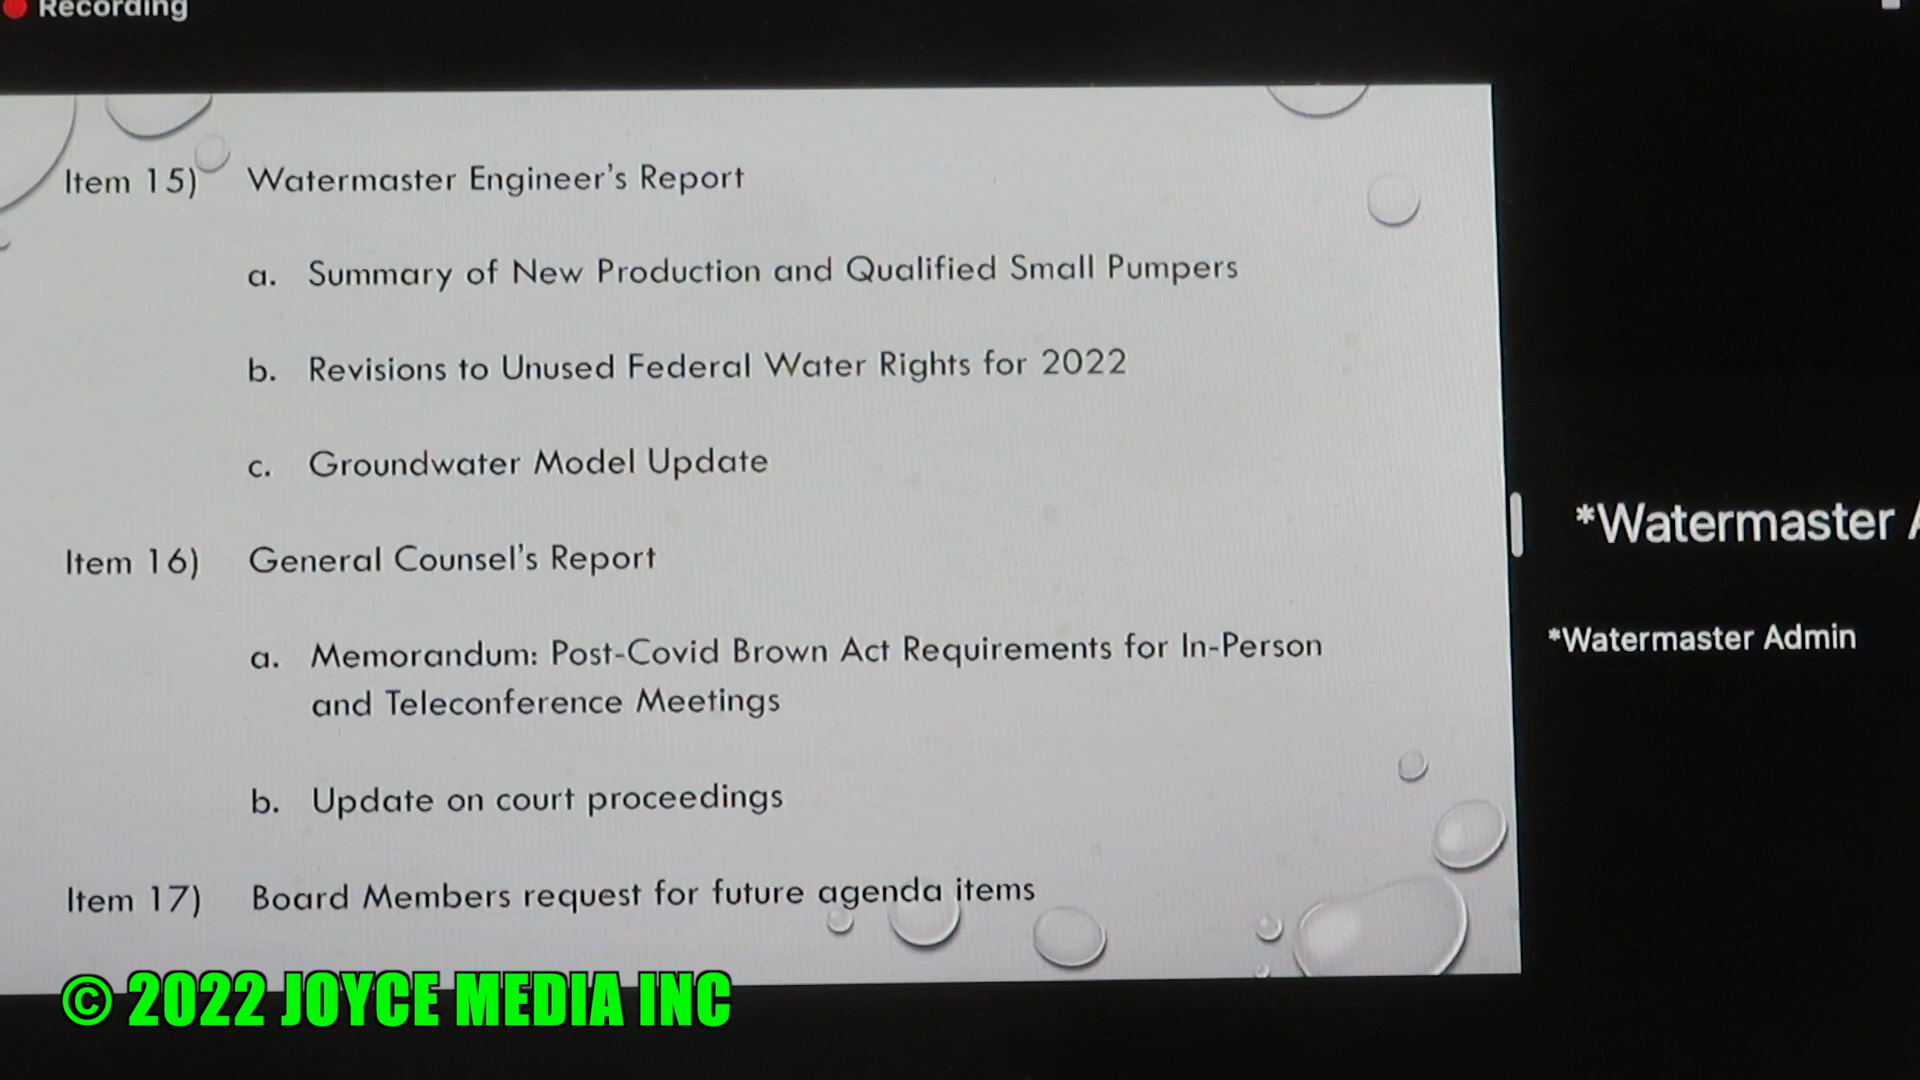 Recording
Item 15) Watermaster Engineer's Report
a. Summary of New Production and Qualified Small Pumpers
b. Revisions to Unused Federal Water Rights for 2022
c. Groundwater Model Update
Item 16) General Counsel's Report
a. Memorandum: Post-Covid Brown Act Requirements for In-Person
and Teleconference Meetings
b. Update on court proceedings
Item 17) Board Members request for future agenda items
*Watermaster A
*Watermaster Admin
© 2022 JOYCE MEDIA INC